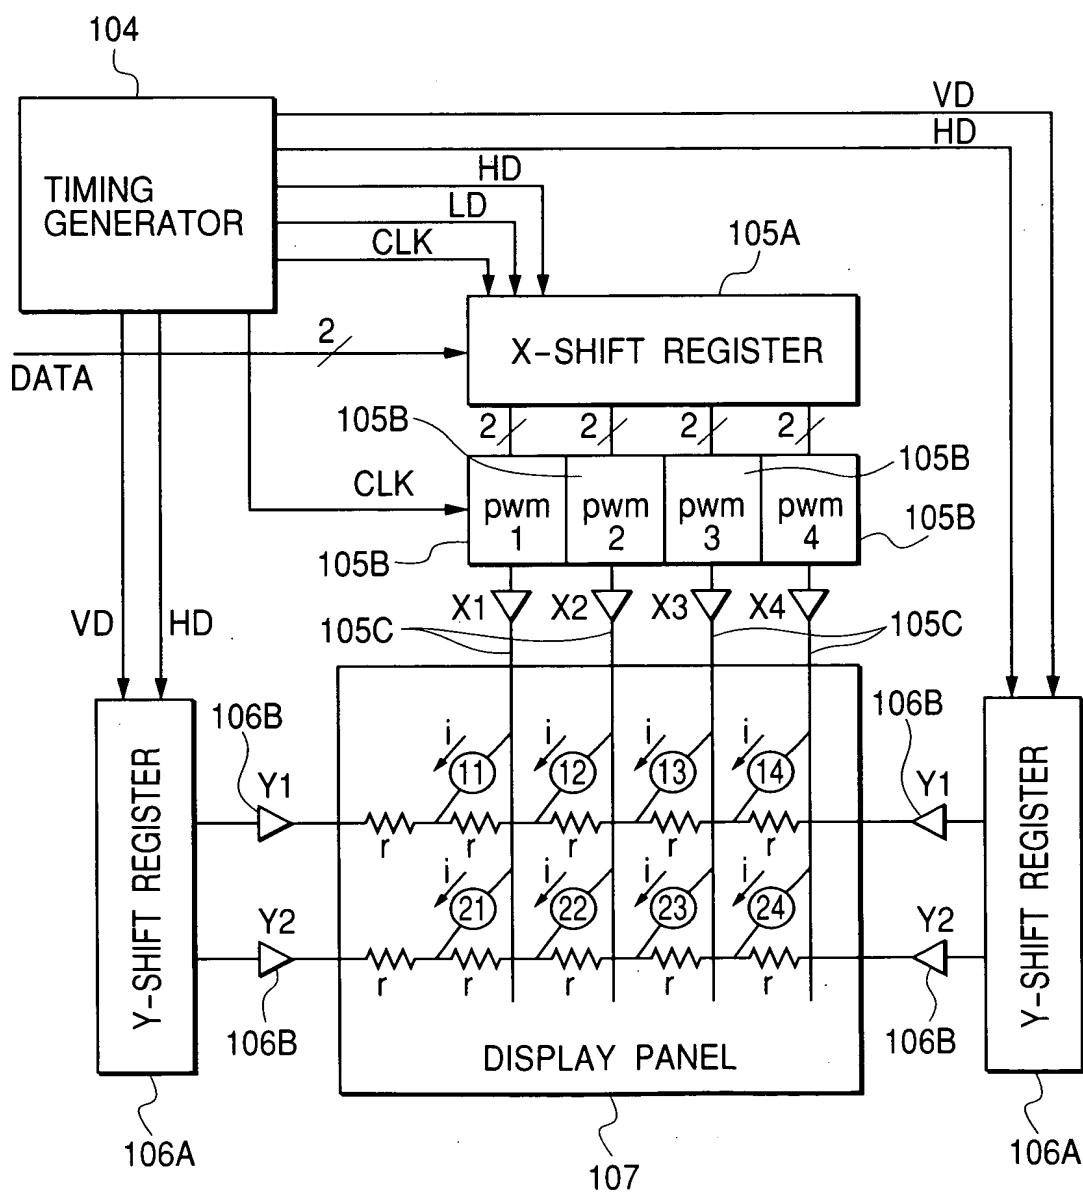 104
VD
HD
HD
LD
CLK
TIMING
GENERATOR
105A
2
DATA
X-SHIFT REGISTER
2 2 2 2
105B
105B
CLK
pwm
1
pwm
2
pwm
3
pwm
4
105B
105B
X1 X2 X3 X4
105C
105C
VD HD
106B
106B
Y1
Y1
i i i i
11 12 13 14
r r r r r
i i i i
21 22 23 24
r r r r r
Y2
Y2
106B
106B
Y-SHIFT REGISTER
Y-SHIFT REGISTER
DISPLAY PANEL
106A
107
106A